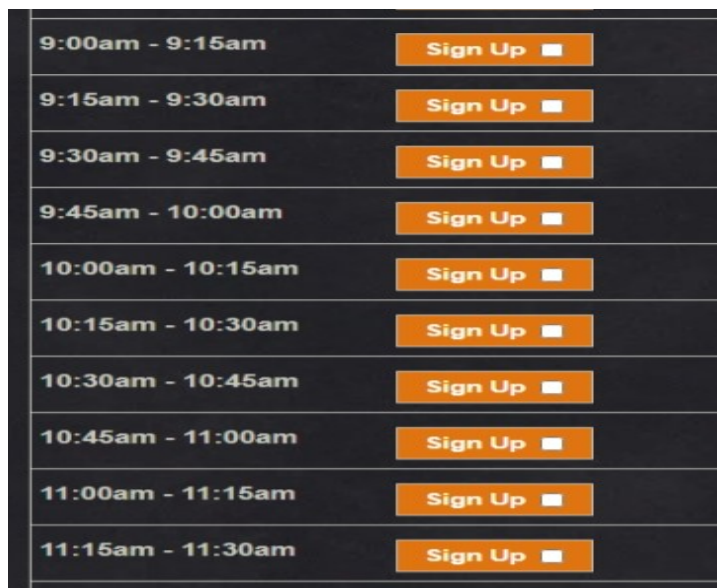 9:00am - 9:15am Sign Up
9:15am - 9:30am Sign Up
9:30am - 9:45am Sign Up
9:45am - 10:00am Sign Up
10:00am - 10:15am Sign Up
10:15am - 10:30am Sign Up
10:30am - 10:45am Sign Up
10:45am - 11:00am Sign Up
11:00am - 11:15am Sign Up
11:15am - 11:30am Sign Up